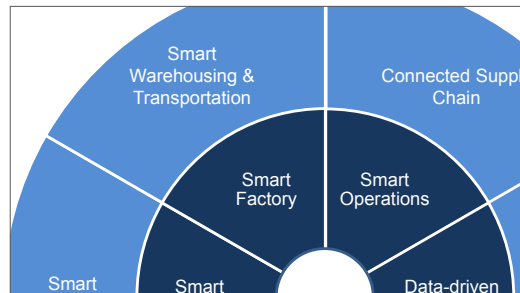 Smart
Warehousing &
Transportation
Connected Suppl
Chain
Smart
Factory
Smart
Operations
Smart
Smart
Data-driven